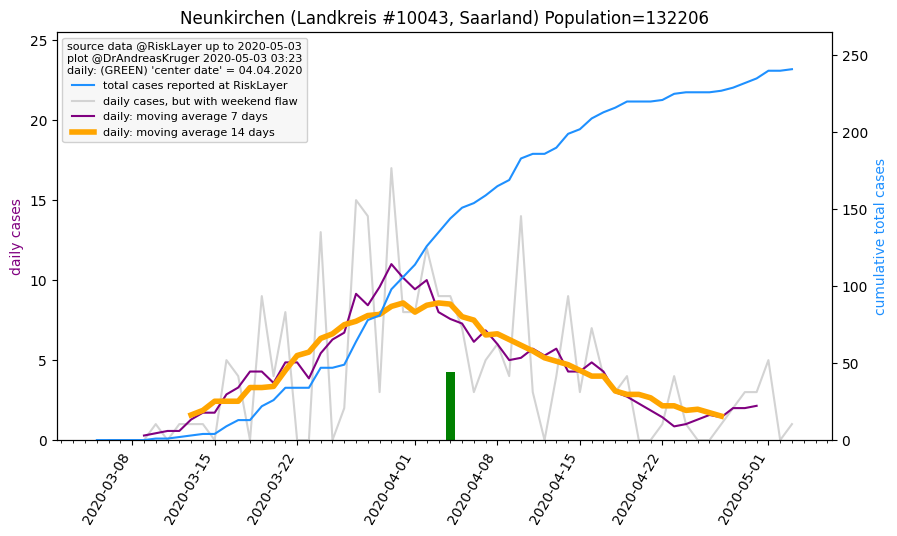 Neunkirchen (Landkreis #10043, Saarland) Population=132206
source data @RiskLayer up to 2020-05-03
plot @DrAndreasKruger 2020-05-03 03:23
daily: (GREEN) 'center date' = 04.04.2020
total cases reported at RiskLayer
daily cases, but with weekend flaw
daily: moving average 7 days
daily: moving average 14 days
daily cases
25
20
15
10
5
0
250
200
150
100
50
0
cumulative total cases
2020-03-08
2020-03-15
2020-03-22
2020-04-01
2020-04-08
2020-04-15
2020-04-22
2020-05-01